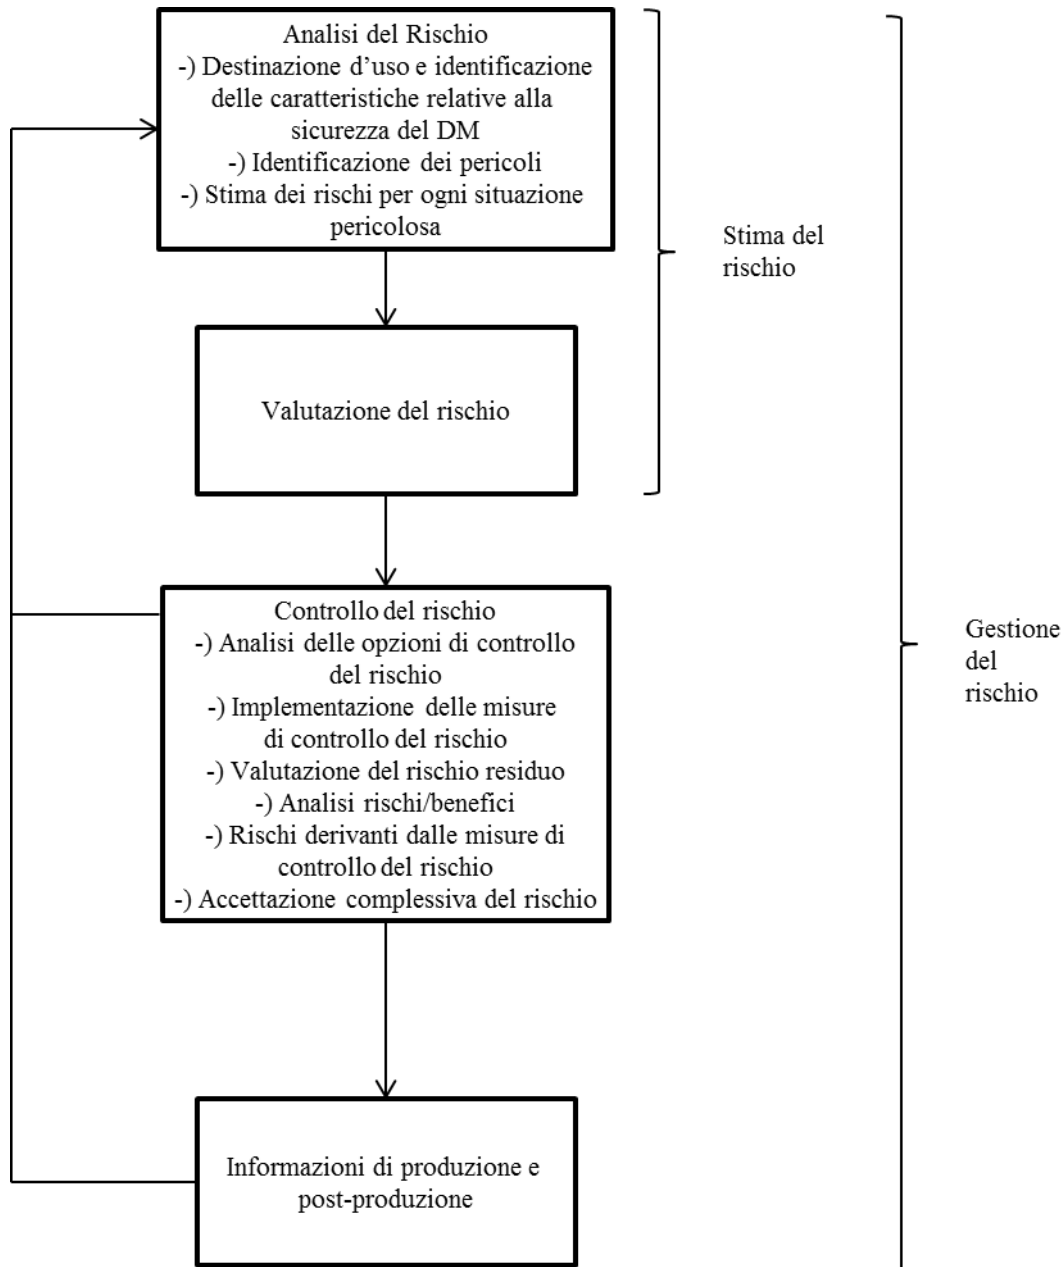 Analisi del Rischio
-) Destinazione d'uso e identificazione
delle caratteristiche relative alla
sicurezza del DM
-) Identificazione dei pericoli
-) Stima dei rischi per ogni situazione
pericolosa
Stima del
rischio
Valutazione del rischio
Controllo del rischio
-) Analisi delle opzioni di controllo
del rischio
-) Implementazione delle misure
di controllo del rischio
-) Valutazione del rischio residuo
-) Analisi rischi/benefici
-) Rischi derivanti dalle misure di
controllo del rischio
-) Accettazione complessiva del rischio
Gestione
del
rischio
Informazioni di produzione e
post-produzione